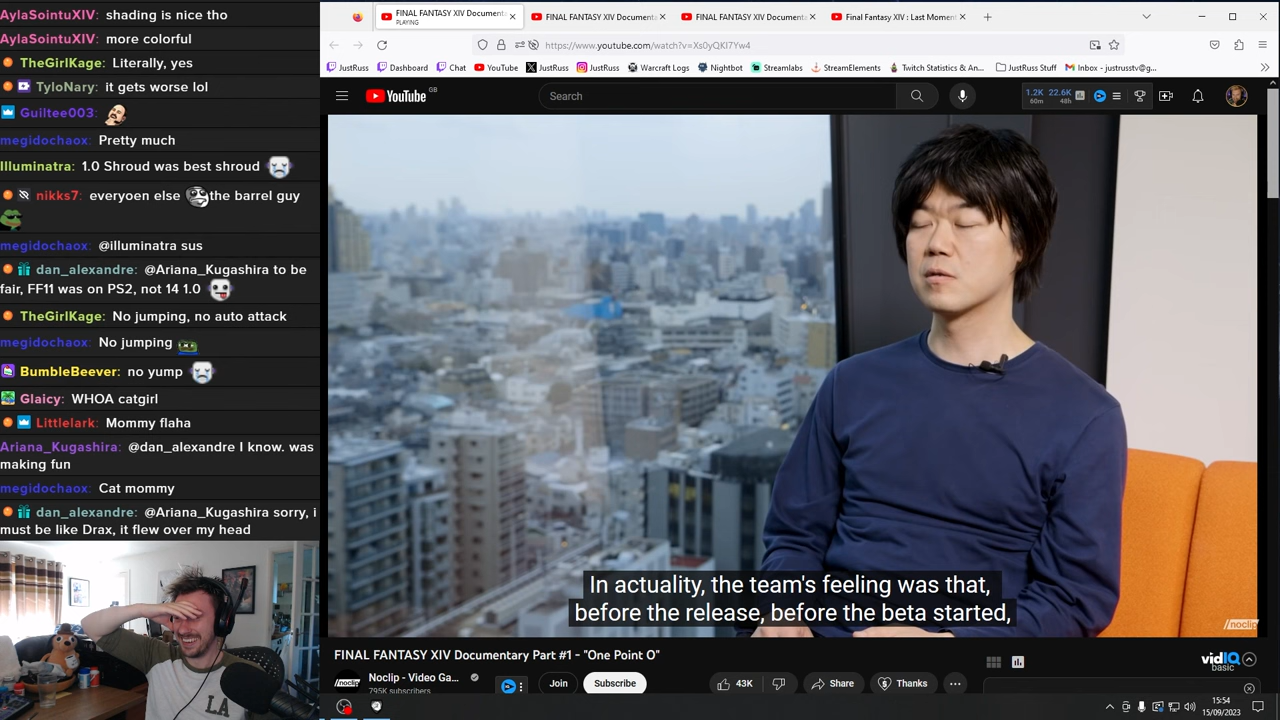 AylaSointuXIV: shading is nice tho
AylaSointuXIV: more colorful
TheGirlKage: Literally, yes
TyloNary: it gets worse lol
Guiltee003:
megidochaox: Pretty much
Illuminatra: 1.0 Shroud was best shroud
nikks7: everyoen else the barrel guy
megidochaox: @illuminatra sus
dan_alexandre: @Ariana_Kugashira to be
fair, FF11 was on PS2, not 14 1.0
TheGirlKage: No jumping, no auto attack
megidochaox: No jumping
BumbleBeever: no yump
Glaicy: WHOA catgirl
Littlelark: Mommy flaha
Ariana_Kugashira: @dan_alexandre I know. was
making fun
megidochaox: Cat mommy
dan_alexandre: @Ariana_Kugashira sorry, i
must be like Drax, it flew over my head
LA
FINAL FANTASY XIV Documenta
PLAYING
FINAL FANTASY XIV Documenta
FINAL FANTASY XIV Documenta
Final Fantasy XIV : Last Moment
https://www.youtube.com/watch?v=Xs0yQKI7Yw4
JustRuss
Dashboard
Chat
YouTube
JustRuss
JustRuss
Warcraft Logs
Nightbot
Streamlabs
StreamElements
Twitch Statistics & An...
JustRuss Stuff
Inbox - justrusstv@g...
YouTube GB
Search
1.2K 22.6K
60m 48h
In actuality, the team's feeling was that,
before the release, before the beta started,
noclip
FINAL FANTASY XIV Documentary Part #1 - "One Point O"
noclip
Noclip - Video Ga...
795K subscribers
Join
Subscribe
43K
Share
Thanks
vidIQ
basic
15:54
15/09/2023